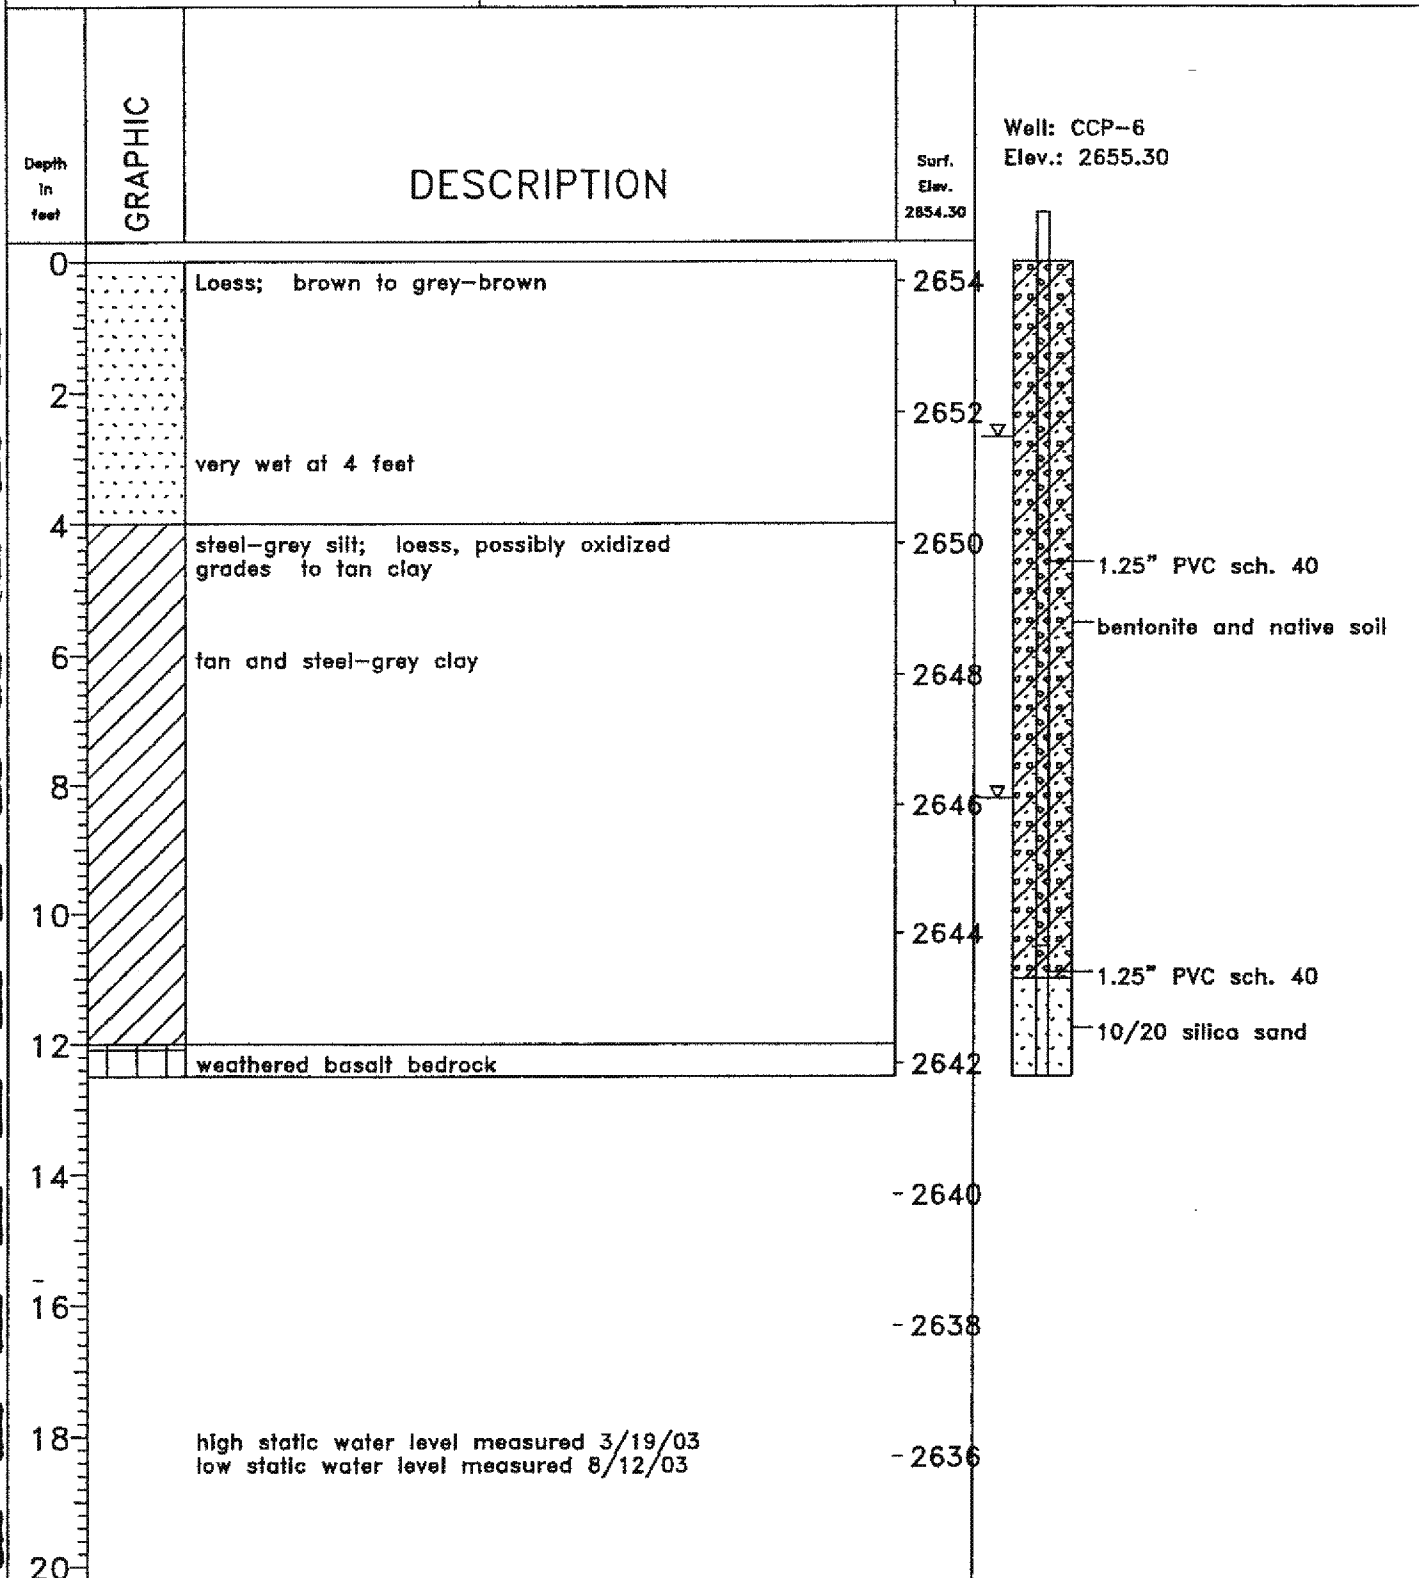 Depth
in
feet
GRAPHIC
DESCRIPTION
Surf.
Elev.
2654.30
Well: CCP-6
Elev.: 2655.30
0
Loess; brown to grey-brown
2654
2
2652
very wet at 4 feet
4
steel-grey silt; loess, possibly oxidized
2650
grades to tan clay
1.25" PVC sch. 40
bentonite and native soil
6
tan and steel-grey clay
2648
8
2646
10
2644
1.25" PVC sch. 40
10/20 silica sand
12
weathered basalt bedrock
2642
14
2640
16
2638
18
high static water level measured 3/19/03
2636
low static water level measured 8/12/03
20